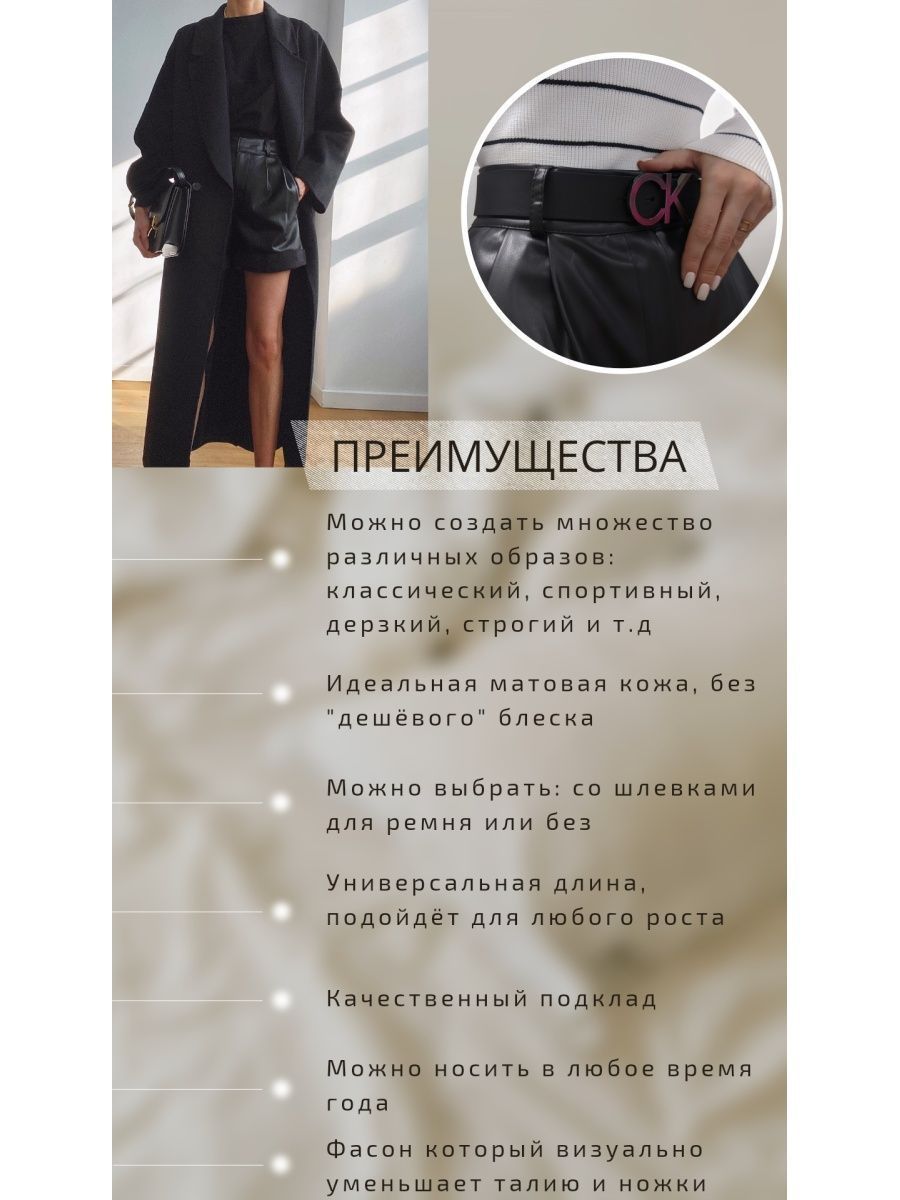 CK
ПРЕИМУЩЕСТВА
Можно создать множество
различных образов:
классический, спортивный,
дерзкий, строгий и т.д
Идеальная матовая кожа, без
"дешёвого" блеска
Можно выбрать: со шлевками
для ремня или без
Универсальная длина,
подойдёт для любого роста
Качественный подклад
Можно носить в любое время
года
Фасон который визуально
уменьшает талию и ножки